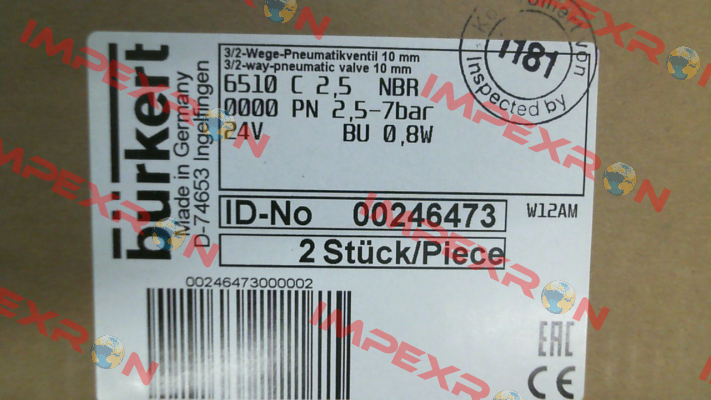 3/2-Wege-Pneumatikventil 10 mm
3/2-way-pneumatic valve 10 mm
6510 C 2,5 NBR
0000 PN 2,5-7bar
24V BU 0,8W
bürkert
Made in Germany
D-74653 Ingelfingen
ID-No 00246473
W12AM
2 Stück/Piece
00246473000002
EAC
CE
von
1181
Inspected by
IMPEXRON
IMPEXRON
IMPEXRON
IMPEXRON
IMPEXRON